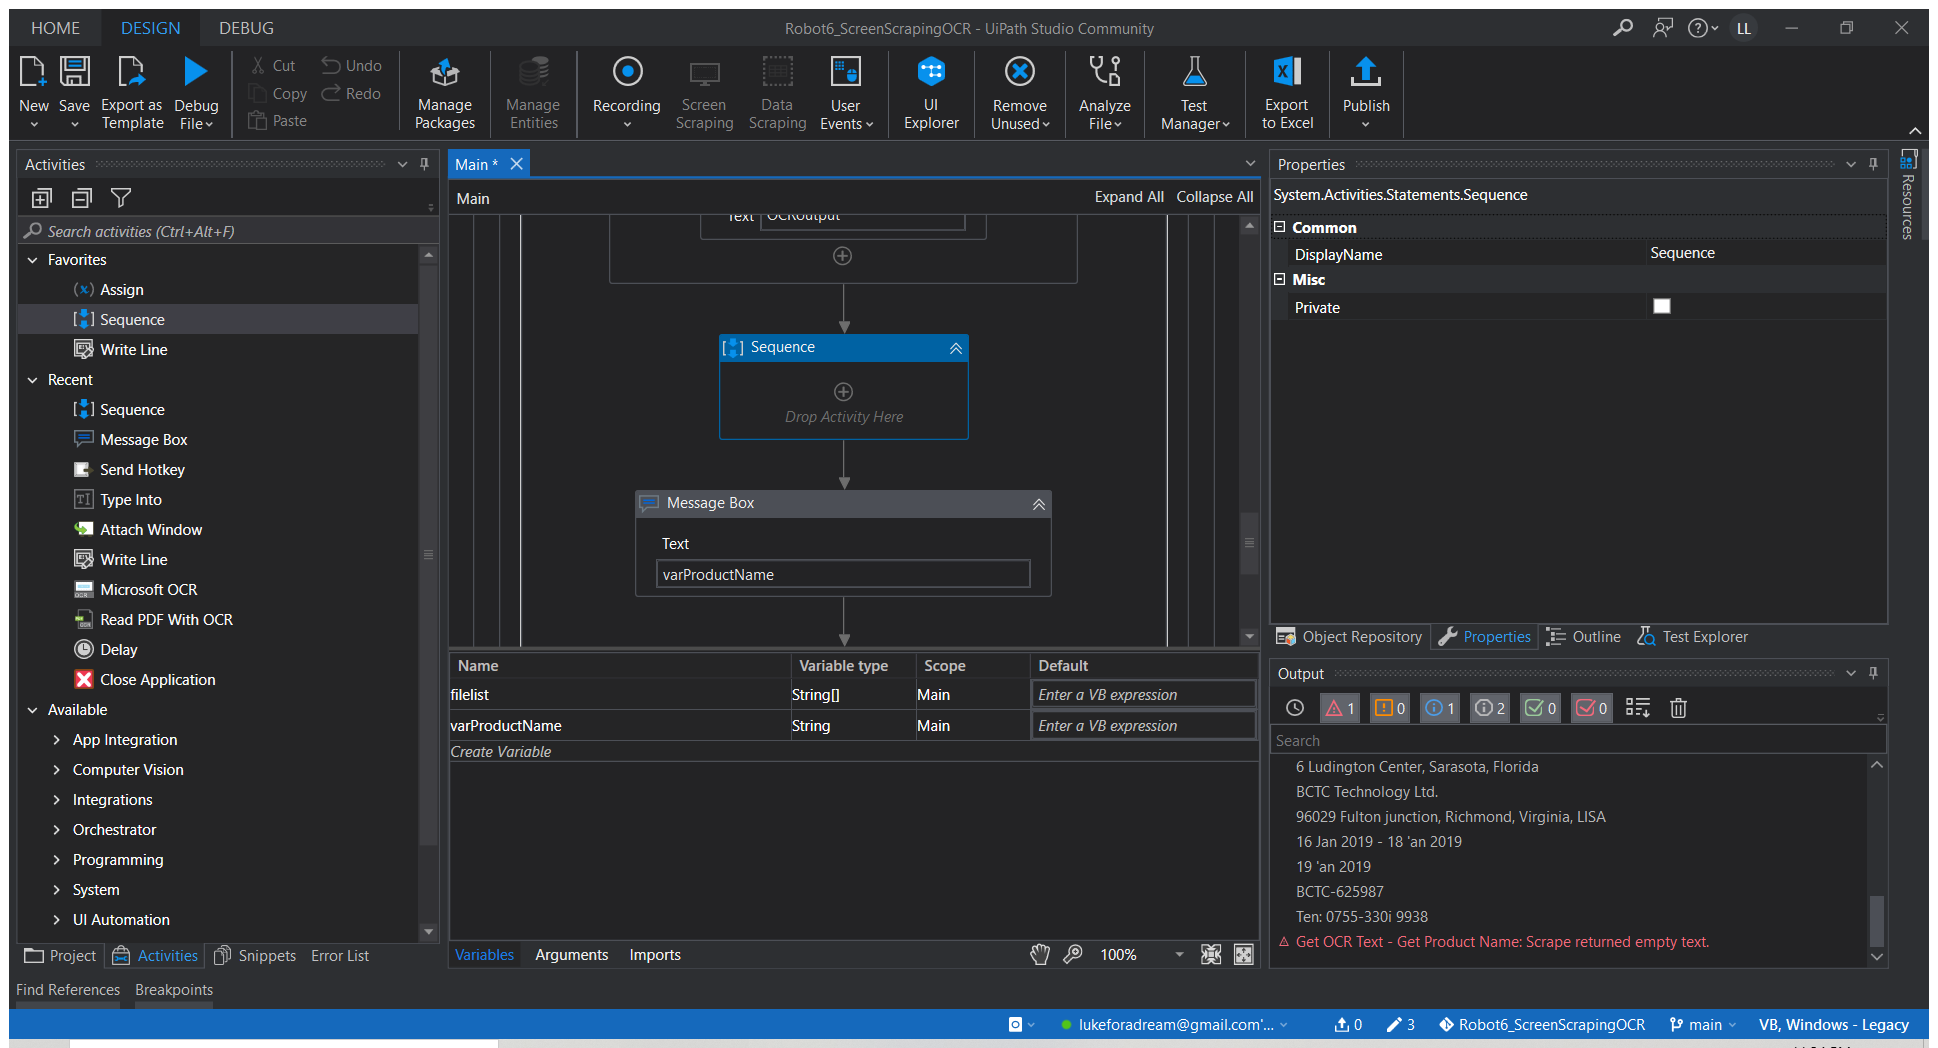 HOME DESIGN DEBUG
Robot6_ScreenScrapingOCR - UiPath Studio Community
LL
New
Save
Export as Template
Debug File
Cut
Copy
Paste
Undo
Redo
Manage Packages
Manage Entities
Recording
Screen Scraping
Data Scraping
User Events
UI Explorer
Remove Unused
Analyze File
Test Manager
Export to Excel
Publish
Activities
Search activities (Ctrl+Alt+F)
Favorites
Assign
Sequence
Write Line
Recent
Sequence
Message Box
Send Hotkey
Type Into
Attach Window
Write Line
Microsoft OCR
Read PDF With OCR
Delay
Close Application
Available
App Integration
Computer Vision
Integrations
Orchestrator
Programming
System
UI Automation
Project Activities Snippets Error List
Find References Breakpoints
Main *
Main
Expand All Collapse All
Text OCRoutput
Sequence
Drop Activity Here
Message Box
Text
varProductName
Name Variable type Scope Default
filelist String[] Main Enter a VB expression
varProductName String Main Enter a VB expression
Create Variable
Variables Arguments Imports
100%
Properties
System.Activities.Statements.Sequence
Common
DisplayName Sequence
Misc
Private
Resources
Object Repository Properties Outline Test Explorer
Output
1 0 1 2 0 0
Search
6 Ludington Center, Sarasota, Florida
BCTC Technology Ltd.
96029 Fulton junction, Richmond, Virginia, LISA
16 Jan 2019 - 18 'an 2019
19 'an 2019
BCTC-625987
Ten: 0755-330i 9938
Get OCR Text - Get Product Name: Scrape returned empty text.
lukeforadream@gmail.com'...
0
3
Robot6_ScreenScrapingOCR
main
VB, Windows - Legacy